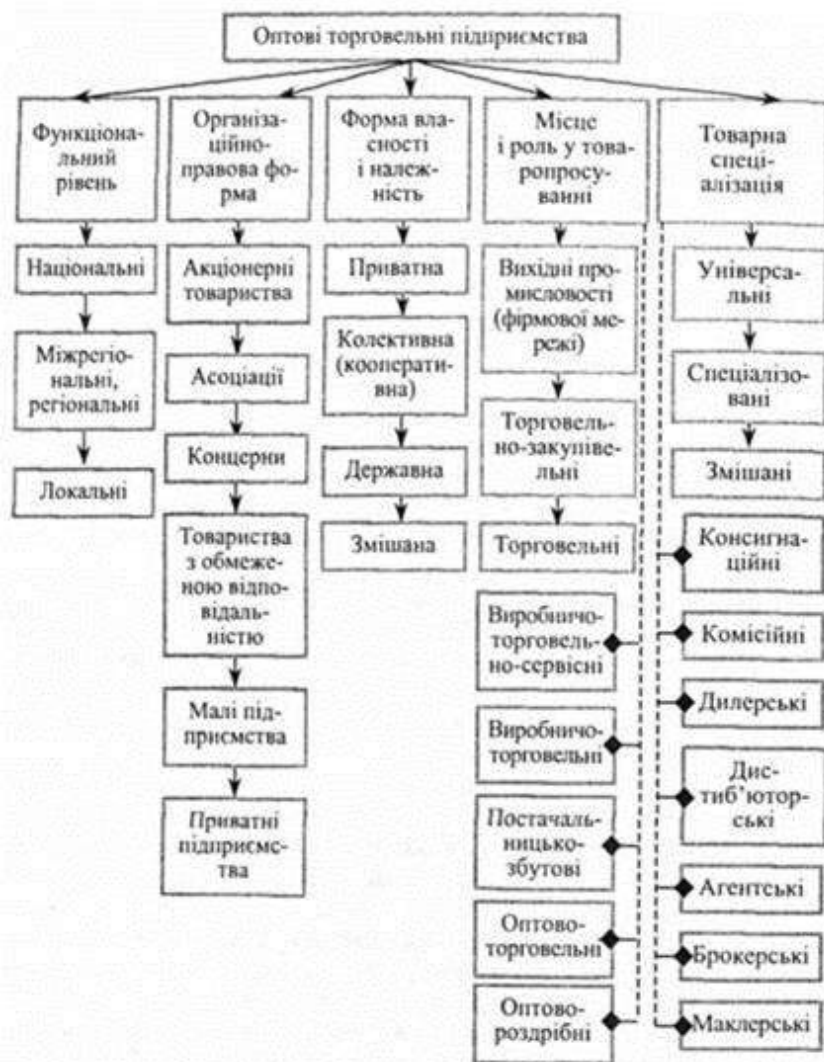 Оптові торговельні підприємства
Функціона-
льний
рівень
Національні
Міжрегіо-
нальні,
регіональні
Локальні
Організа-
ційно-
правова фо-
рма
Акціонерні
товариства
Асоціації
Концерни
Товариства
з обмеже-
ною відпо-
відаль-
ністю
Малі під-
приємства
Приватні
підприємс-
тва
Форма вла-
сності
і належ-
ність
Приватна
Колективна
(кооперати-
вна)
Державна
Змішана
Місце
і роль у това-
ропросу-
ванні
Вихідні про-
мисловості
(фірмової ме-
режі)
Торговель-
но-закупіве-
льні
Торговельні
Виробничо-
торговель-
но-сервісні
Виробничо-
торговельні
Постачаль-
ницько-
збутові
Оптово-
торговельні
Оптово-
роздрібні
Товарна
спеці-
алізація
Універса-
льні
Спеціалізо-
вані
Змішані
Консигна-
ційні
Комісійні
Дилерські
Дис-
тиб’ютор-
ські
Агентські
Брокерські
Маклерські